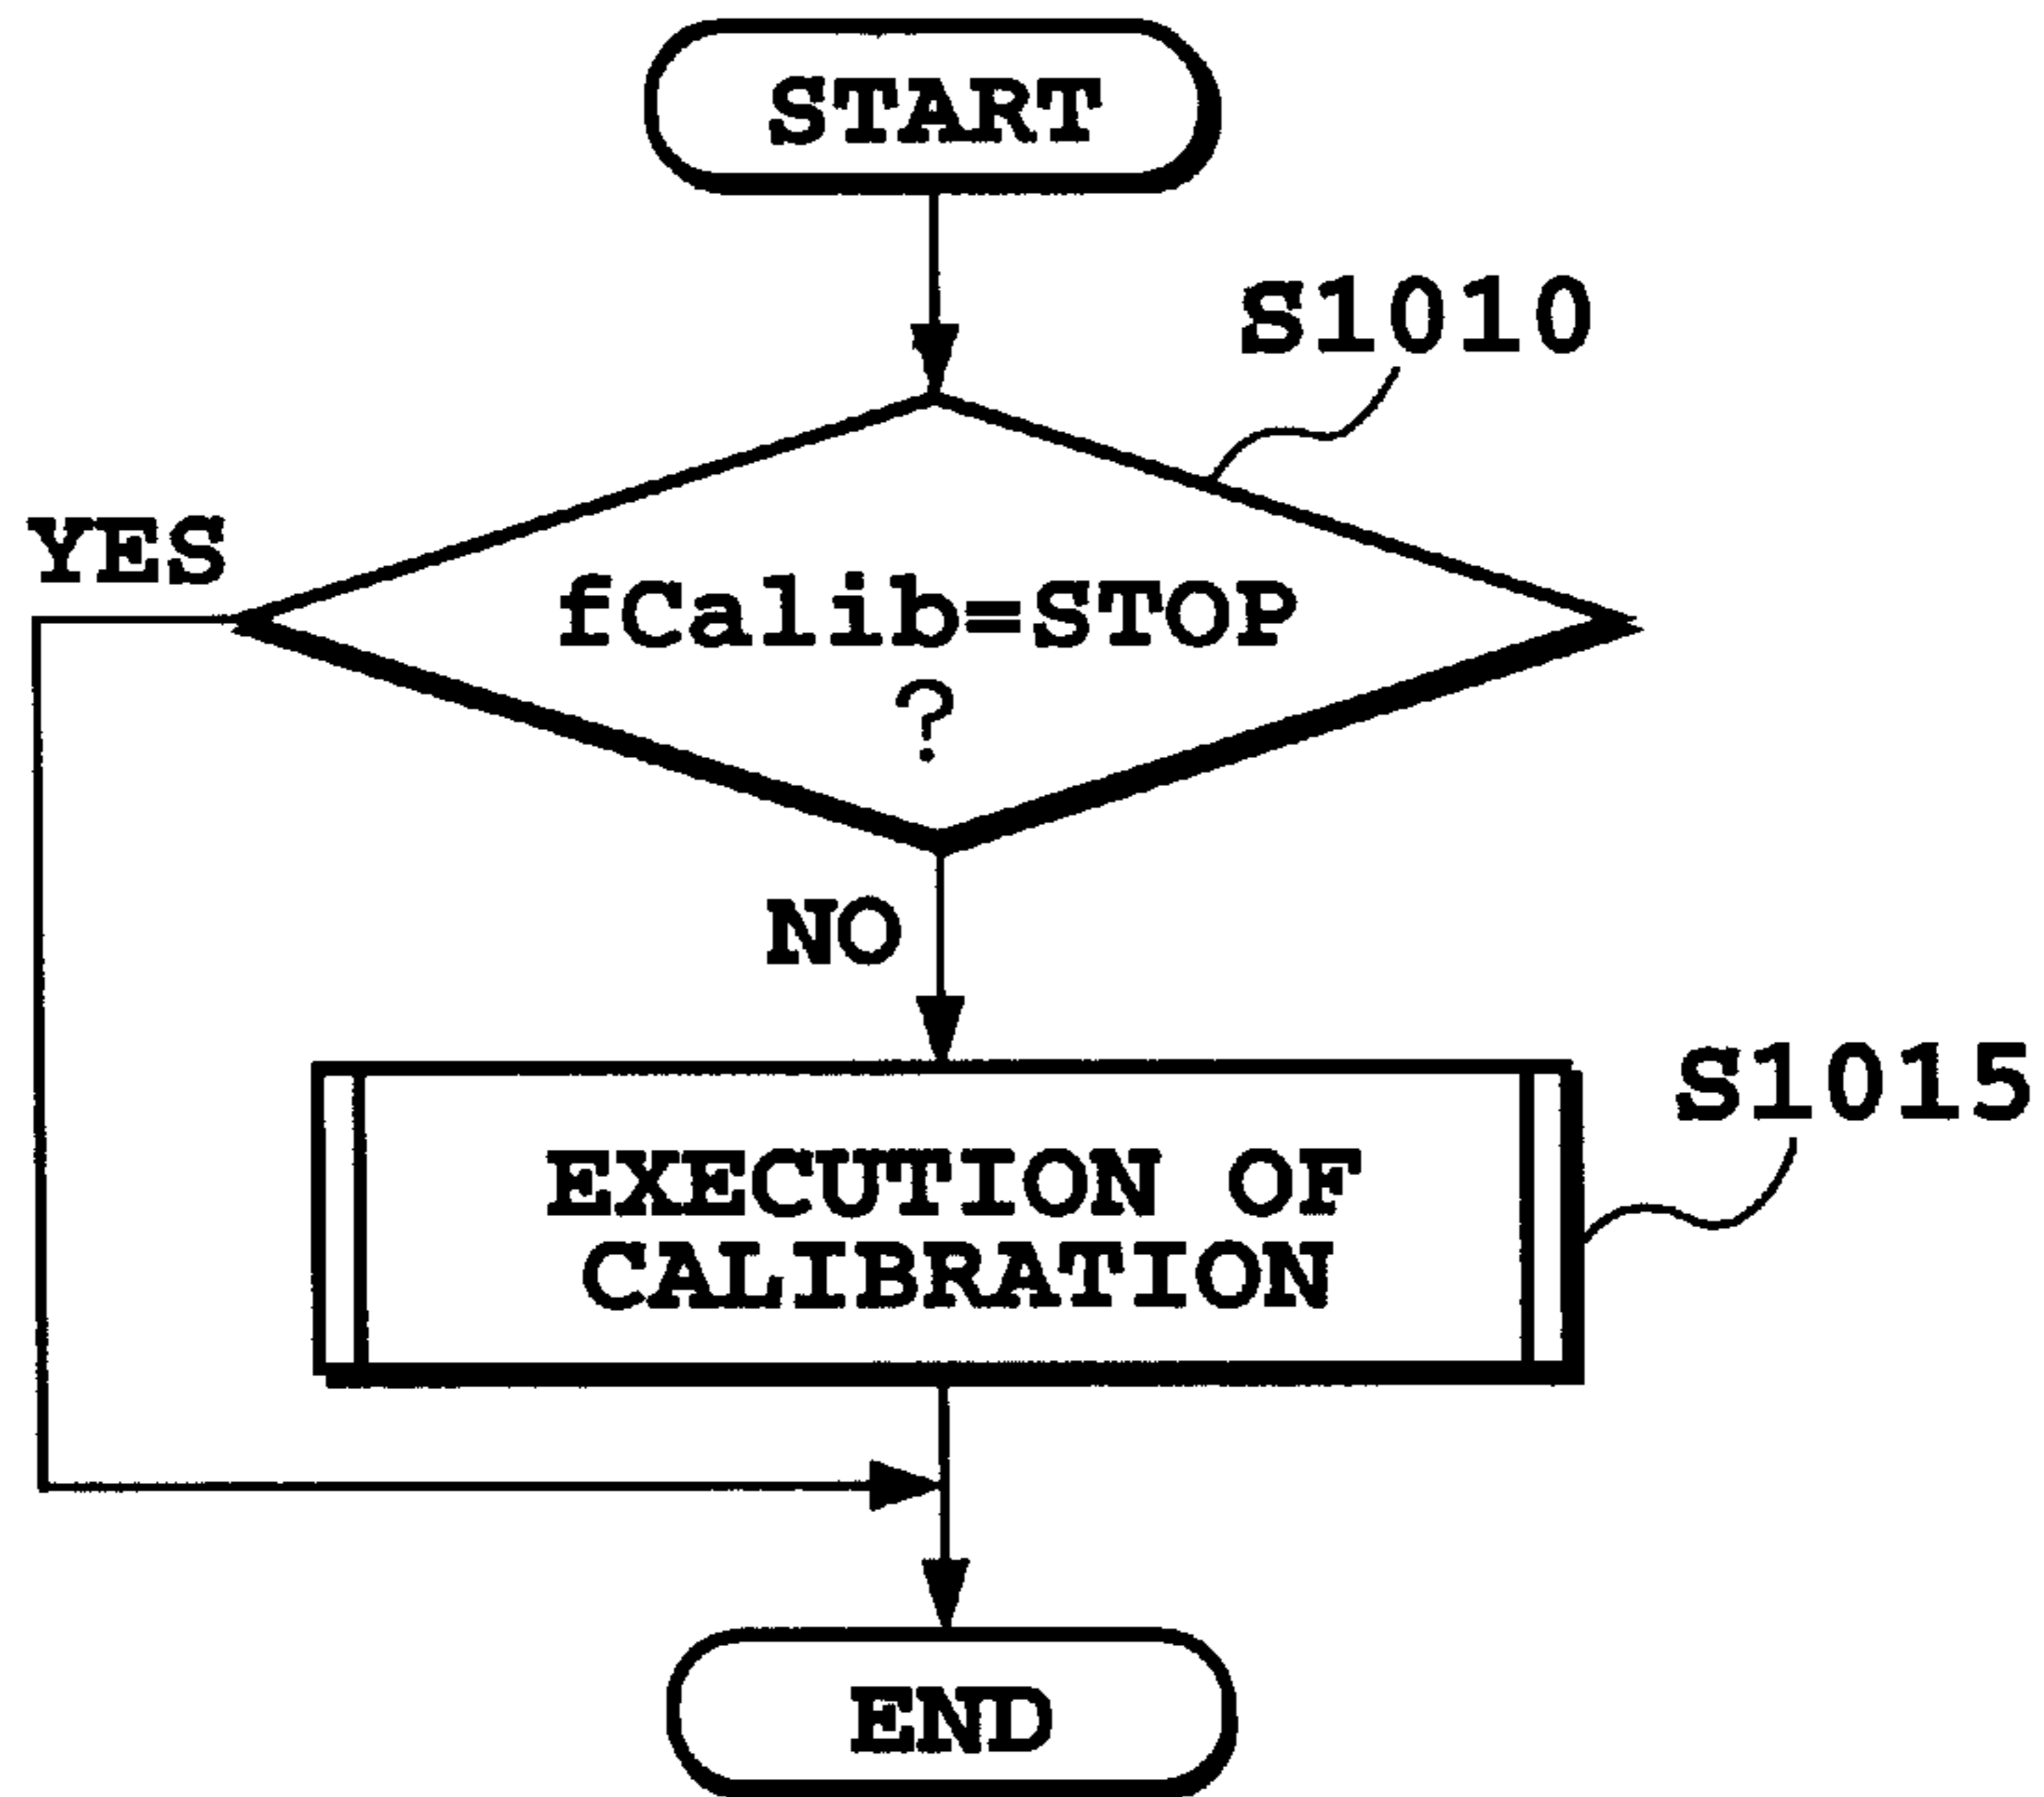 START
S1010
YES
fCalib=STOP
?
NO
S1015
EXECUTION OF
CALIBRATION
END